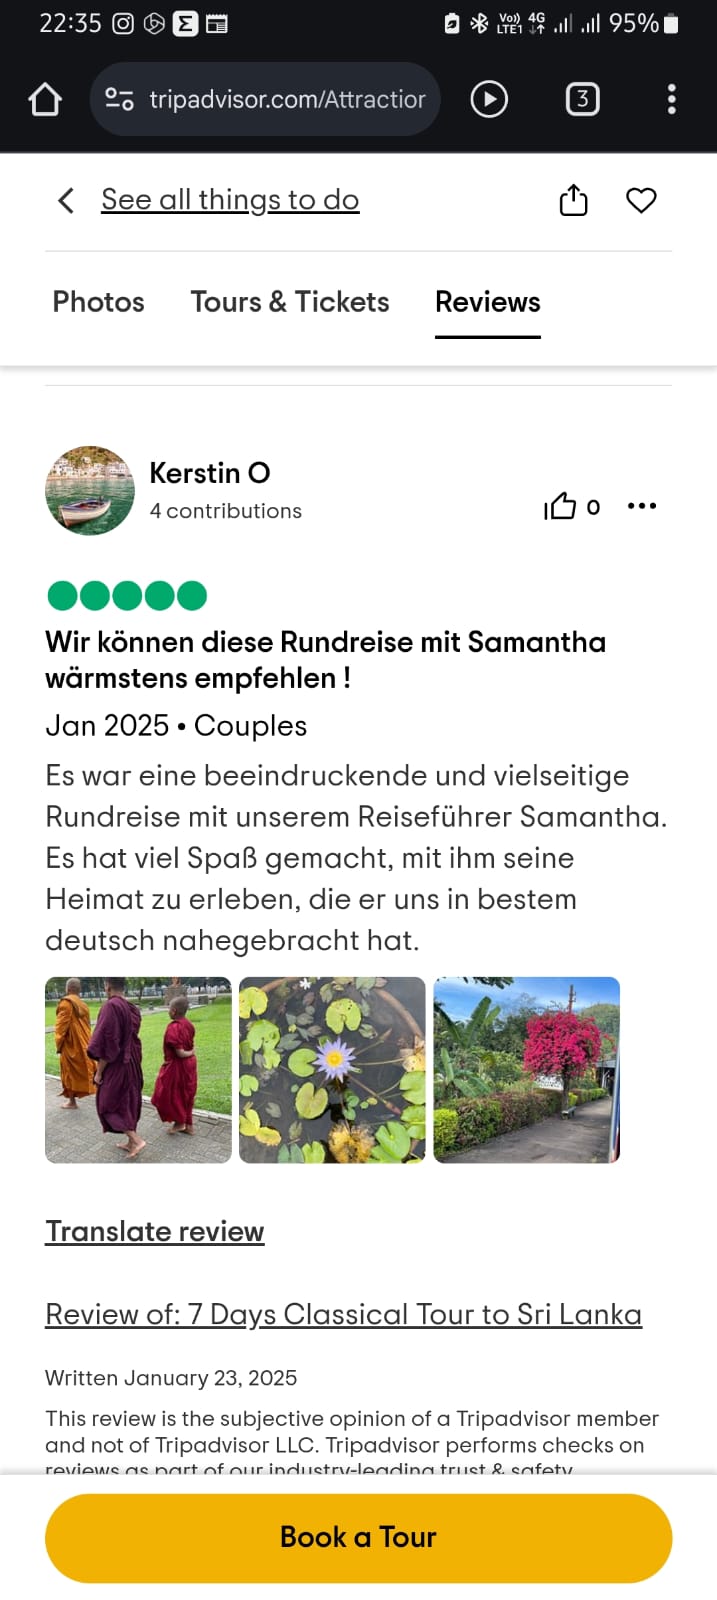 22:35
Vo)) 4G 95%
LTE1
tripadvisor.com/Attraction
3
See all things to do
Photos Tours & Tickets Reviews
Kerstin O
4 contributions
0
Wir können diese Rundreise mit Samantha
wärmstens empfehlen !
Jan 2025 • Couples
Es war eine beeindruckende und vielseitige
Rundreise mit unserem Reiseführer Samantha.
Es hat viel Spaß gemacht, mit ihm seine
Heimat zu erleben, die er uns in bestem
deutsch nahegebracht hat.
Translate review
Review of: 7 Days Classical Tour to Sri Lanka
Written January 23, 2025
This review is the subjective opinion of a Tripadvisor member
and not of Tripadvisor LLC. Tripadvisor performs checks on
reviews as part of our industry-leading trust & safety
Book a Tour